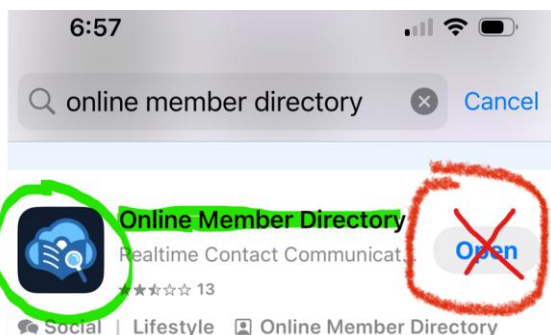 6:57
online member directory Cancel
Online Member Directory
Realtime Contact Communicat...
Open
13
Social | Lifestyle Online Member Directory